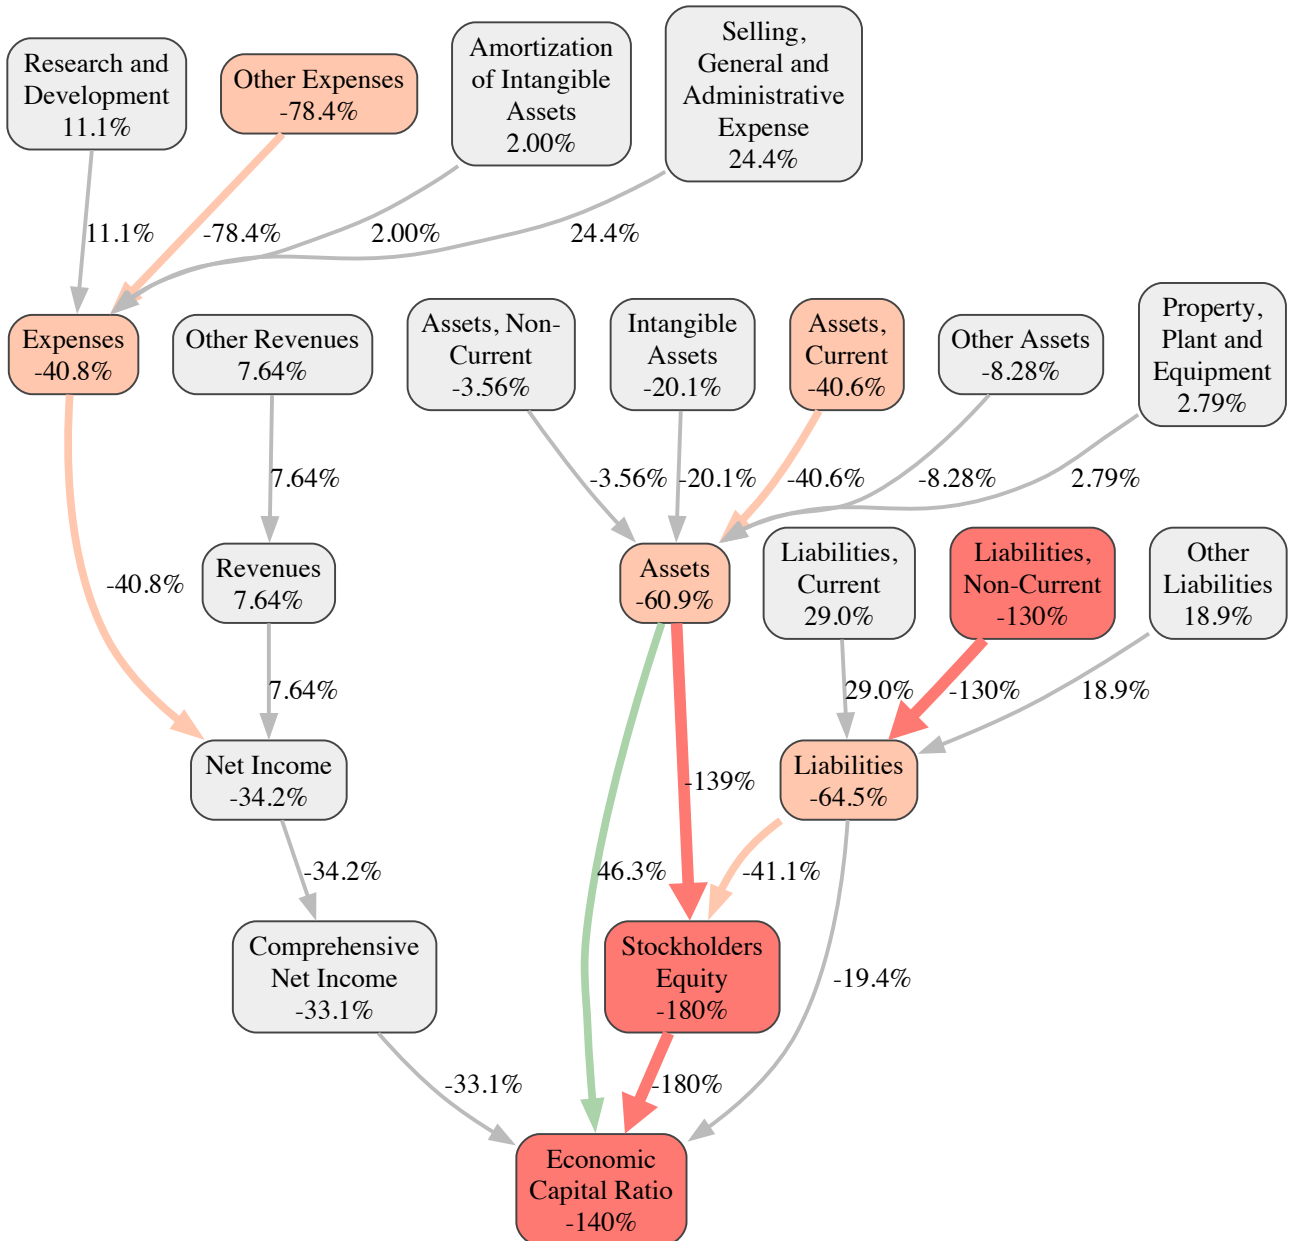 Research and
Development
11.1%
Other Expenses
-78.4%
Amortization
of Intangible
Assets
2.00%
Selling,
General and
Administrative
Expense
24.4%
11.1%
-78.4%
2.00%
24.4%
Expenses
-40.8%
Other Revenues
7.64%
Assets, Non-
Current
-3.56%
Intangible
Assets
-20.1%
Assets,
Current
-40.6%
Other Assets
-8.28%
Property,
Plant and
Equipment
2.79%
7.64%
-3.56%
-20.1%
-40.6%
-8.28%
2.79%
-40.8%
Revenues
7.64%
Assets
-60.9%
Liabilities,
Current
29.0%
Liabilities,
Non-Current
-130%
Other
Liabilities
18.9%
7.64%
29.0%
-130%
18.9%
Net Income
-34.2%
-139%
Liabilities
-64.5%
-34.2%
46.3%
-41.1%
Comprehensive
Net Income
-33.1%
Stockholders
Equity
-180%
-19.4%
-33.1%
-180%
Economic
Capital Ratio
-140%